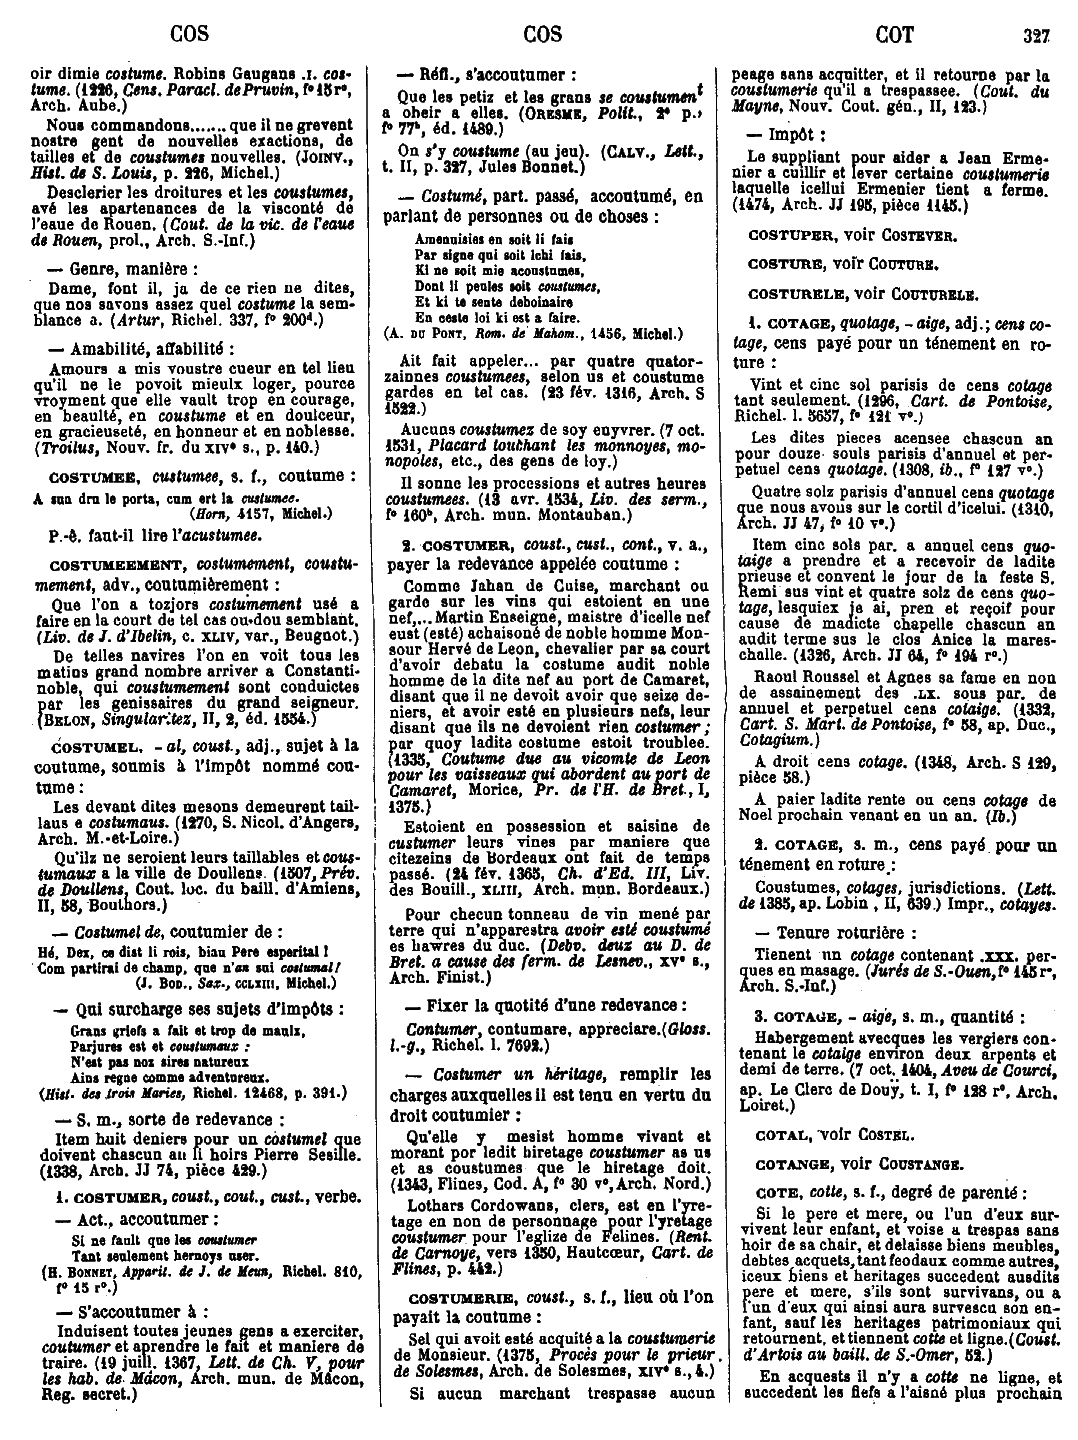 COS
COS
COT
327
oir dimie costume. Robins Gaugans .I. cos-
tume. (1226, Cens. Paracl. de Pruvin, f° 15 r°,
Arch. Aube.)
Nous commandons....... que il ne grevent
nostre gent de nouvelles exactions, de
tailles et de coustumes nouvelles. (JOINV.,
Hist. de S. Louis, p. 226, Michel.)
Desclerier les droitures et les coustumes,
avé les apartenances de la visconté de
l'eaue de Rouen. (Cout. de la vic. de l'eaue
de Rouen, prol., Arch. S.-Inf.)
— Genre, manière :
Dame, font il, ja de ce rien ne dites,
que nos savons assez quel costume la sem-
blance a. (Artur, Richel. 337, f° 200d.)
— Amabilité, affabilité :
Amours a mis voustre cueur en tel lieu
qu'il ne le povoit mieulx loger, pource
vroyment que elle vault trop en courage,
en beaulté, en coustume et en doulceur,
en gracieuseté, en honneur et en noblesse.
(Troilus, Nouv. fr. du XIVe s., p. 140.)
COSTUMEE, custumee, s. f., coutume :
A sun dru le porta, cum ert la custumee.
(Horn, 4157, Michel.)
P.-ê. faut-il lire l'acustumee.
COSTUMEEMENT, costumement, coustu-
mement, adv., coutumièrement :
Que l'on a tozjors costumement usé a
faire en la court de tel cas ou dou semblant.
(Liv. de J. d'Ibelin, c. XLIV, var., Beugnot.)
De telles navires l'on en voit tous les
matins grand nombre arriver a Constanti-
noble, qui coustumement sont conduictes
par les genissaires du grand seigneur.
(BELON, Singularitez, II, 2, éd. 1554.)
COSTUMEL, - al, coust., adj., sujet à la
coutume, soumis à l'impôt nommé cou-
tume :
Les devant dites mesons demeurent tail-
laus e costumaus. (1270, S. Nicol. d'Angers,
Arch. M.-et-Loire.)
Qu'ilz ne seroient leurs taillables et cous-
tumaux a la ville de Doullens. (1507, Prév.
de Doullens, Cout. loc. du baill. d'Amiens,
II, 58, Bouthors.)
— Costumel de, coutumier de :
Hé, Dex, ce dist li rois, biau Pere esperital !
Com partirai de champ, que n'an sui costumal !
(J. BOD., Sax., CCLXIII, Michel.)
— Qui surcharge ses sujets d'impôts :
Grans griefs a fait et trop de maulx,
Parjures est et coustumaux :
N'est pas noz sires natureux
Ains regne comme adventureux.
(Hist. des trois Maries, Richel. 12468, p. 391.)
— S. m., sorte de redevance :
Item huit deniers pour un costumel que
doivent chascun an li hoirs Pierre Sesille.
(1338, Arch. JJ 74, pièce 429.)
1. COSTUMER, coust., cout., cust., verbe.
— Act., accoutumer :
Si ne fault que les coustumer
Tant seulement hernoys user.
(H. BONNET, Apparit. de J. de Meun, Richel. 810,
f° 15 r°.)
— S'accoutumer à :
Induisent toutes jeunes gens a exerciter,
coutumer et aprendre le fait et maniere de
traire. (19 juill. 1367, Lett. de Ch. V, pour
les hab. de Mâcon, Arch. mun. de Mâcon,
Reg. secret.)
— Réfl., s'accoutumer :
Que les petiz et les grans se coustument
a obeir a elles. (ORESME, Polit., 2e p.,
f° 77b, éd. 1489.)
On s'y coustume (au jeu). (CALV., Lett.,
t. II, p. 327, Jules Bonnet.)
— Costumé, part. passé, accoutumé, en
parlant de personnes ou de choses :
Amenuisies en soit li fais
Par signe qui soit ichi fais,
Ki ne soit mie acoustumes,
Dont li peules soit coustumes,
Et ki te sente deboinaire
En ceste loi ki est a faire.
(A. DU PONT, Rom. de Mahom., 1456, Michel.)
Ait fait appeler... par quatre quator-
zainnes coustumees, selon us et coustume
gardes en tel cas. (23 fév. 1316, Arch. S
1522.)
Aucuns coustumez de soy enyvrer. (7 oct.
1531, Placard touthant les monnoyes, mo-
nopoles, etc., des gens de loy.)
Il sonne les processions et autres heures
coustumees. (13 avr. 1534, Liv. des serm.,
f° 160b, Arch. mun. Montauban.)
2. COSTUMER, coust., cust., cont., v. a.,
payer la redevance appelée coutume :
Comme Jahan de Cuise, marchant ou
garde sur les vins qui estoient en une
nef,... Martin Enseigne, maistre d'icelle nef
eust (esté) achaisoné de noble homme Mon-
sour Hervé de Leon, chevalier par sa court
d'avoir debatu la costume audit noble
homme de la dite nef au port de Camaret,
disant que il ne devoit avoir que seize de-
niers, et avoir esté en plusieurs nefs, leur
disant que ils ne devoient rien costumer ;
par quoy ladite costume estoit troublee.
(1335, Coutume due au vicomte de Leon
pour les vaisseaux qui abordent au port de
Camaret, Morice, Pr. de l'H. de Bret., I,
1375.)
Estoient en possession et saisine de
custumer leurs vines par maniere que
citezeins de Bordeaux ont fait de temps
passé. (24 fév. 1365, Ch. d'Ed. III, Liv.
des Bouill., XLIII, Arch. mun. Bordeaux.)
Pour checun tonneau de vin mené par
terre qui n'apparestra avoir esté coustumé
es hawres du duc. (Debv. deuz au D. de
Bret. a cause des ferm. de Lesnev., XVe s.,
Arch. Finist.)
— Fixer la quotité d'une redevance :
Contumer, contumare, appreciare. (Gloss.
l.-g., Richel. l. 7692.)
— Costumer un héritage, remplir les
charges auxquelles il est tenu en vertu du
droit coutumier :
Qu'elle y mesist homme vivant et
morant por ledit hiretage coustumer as us
et as coustumes que le hiretage doit.
(1343, Flines, Cod. A, f° 30 v°, Arch. Nord.)
Lothars Cordowans, clers, est en l'yre-
tage en non de personnage pour l'yretage
coustumer pour l'eglize de Felines. (Rent.
de Carnoye, vers 1350, Hautcœur, Cart. de
Flines, p. 442.)
COSTUMERIE, coust., s. f., lieu où l'on
payait la coutume :
Sel qui avoit esté acquité a la coustumerie
de Monsieur. (1375, Procès pour le prieur.
de Solesmes, Arch. de Solesmes, XIVe s., 4.)
Si aucun marchant trespasse aucun
peage sans acquitter, et il retourne par la
coustumerie qu'il a trespassee. (Cout. du
Mayne, Nouv. Cout. gén., II, 123.)
— Impôt :
Le suppliant pour aider a Jean Erme-
nier a cuillir et lever certaine coustumerie
laquelle icellui Ermenier tient a ferme.
(1474, Arch. JJ 195, pièce 1145.)
COSTUPER, voir COSTEVER.
COSTURE, voir COUTURE.
COSTURELE, voir COUTURELE.
1. COTAGE, quotage, - aige, adj.; cens co-
tage, cens payé pour un ténement en ro-
ture :
Vint et cinc sol parisis de cens cotage
tant seulement. (1296, Cart. de Pontoise,
Richel. l. 5657, f° 121 v°.)
Les dites pieces acensee chascun an
pour douze souls parisis d'annuel et per-
petuel cens quotage. (1308, ib., f° 127 v°.)
Quatre solz parisis d'annuel cens quotage
que nous avous sur le cortil d'icelui. (1310,
Arch. JJ 47, f° 10 v°.)
Item cinc sols par. a annuel cens quo-
taige a prendre et a recevoir de ladite
prieuse et convent le jour de la feste S.
Remi sus vint et quatre solz de cens quo-
tage, lesquiex je ai, pren et reçoif pour
cause de madicte chapelle chascun an
audit terme sus le clos Anice la mares-
challe. (1326, Arch. JJ 64, f° 194 r°.)
Raoul Roussel et Agnes sa fame en non
de assainement des .LX. sous par. de
annuel et perpetuel cens cotaige. (1332,
Cart. S. Mart. de Pontoise, f° 58, ap. Duc.,
Cotagium.)
A droit cens cotage. (1348, Arch. S 129,
pièce 58.)
A paier ladite rente ou cens cotage de
Noel prochain venant en un an. (Ib.)
2. COTAGE, s. m., cens payé pour un
ténement en roture :
Coustumes, cotages, jurisdictions. (Lett.
de 1385, ap. Lobin , II, 639.) Impr., cotayes.
— Tenure roturière :
Tienent un cotage contenant .XXX. per-
ques en masage. (Jurés de S.-Ouen, f° 145 r°,
Arch. S.-Inf.)
3. COTAGE, - aige, s. m., quantité :
Habergement avecques les vergiers con-
tenant le cotaige environ deux arpents et
demi de terre. (7 oct. 1404, Aveu de Courci,
ap. Le Clerc de Douÿ, t. I, f° 128 r°, Arch.
Loiret.)
COTAL, voir COSTEL.
COTANGE, voir COUSTANGE.
COTE, cotte, s. f., degré de parenté :
Si le pere et mere, ou l'un d'eux sur-
vivent leur enfant, et voise a trespas sans
hoir de sa chair, et delaisse biens meubles,
debtes acquets, tant feodaux comme autres,
iceux biens et heritages succedent ausdits
pere et mere, s'ils sont survivans, ou a
l'un d'eux qui ainsi aura survescu son en-
fant, sauf les heritages patrimoniaux qui
retournent, et tiennent cotte et ligne. (Coust.
d'Artois au baill. de S.-Omer, 52.)
En acquests il n'y a cotte ne ligne, et
succedent les fiefs a l'aisné plus prochain